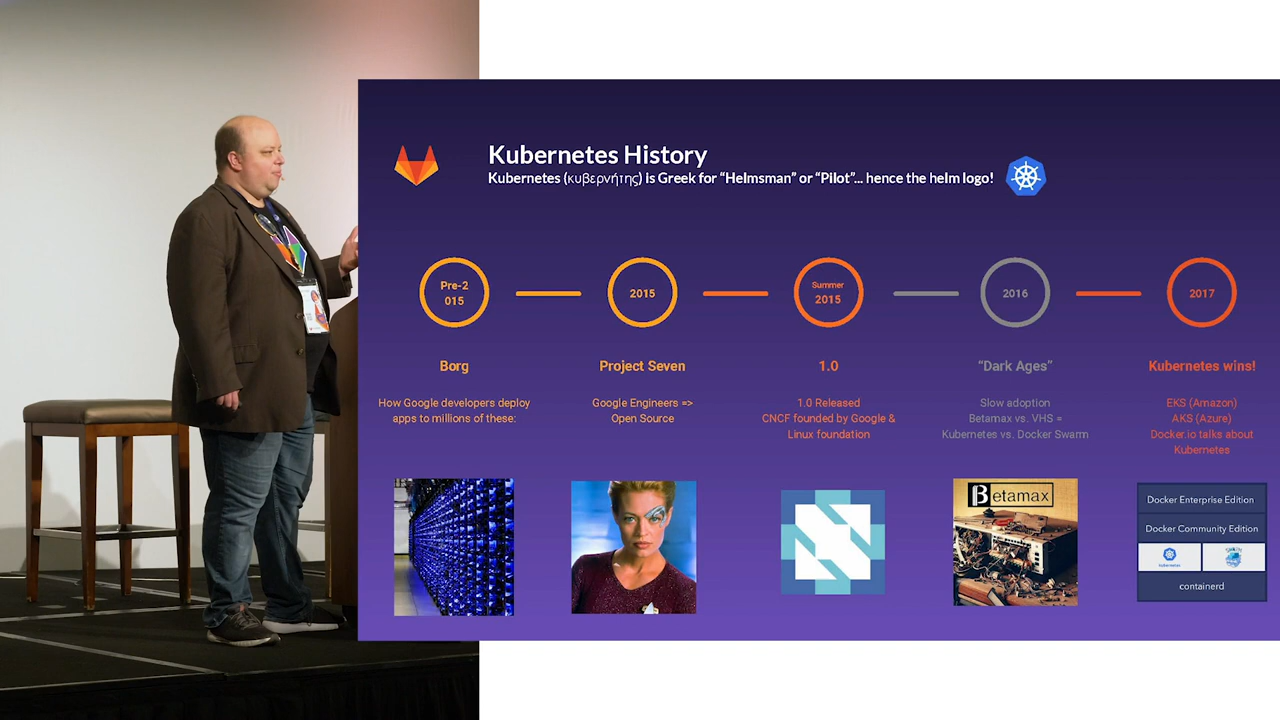 Kubernetes History
Kubernetes (κυβερνήτης) is Greek for “Helmsman” or “Pilot”... hence the helm logo!
Pre-2
015
2015
Summer
2015
2016
2017
Borg
Project Seven
1.0
“Dark Ages”
Kubernetes wins!
How Google developers deploy
apps to millions of these:
Google Engineers =>
Open Source
1.0 Released
CNCF founded by Google &
Linux foundation
Slow adoption
Betamax vs. VHS =
Kubernetes vs. Docker Swarm
EKS (Amazon)
AKS (Azure)
Docker.io talks about
Kubernetes
Betamax
Docker Enterprise Edition
Docker Community Edition
kubernetes
containerd